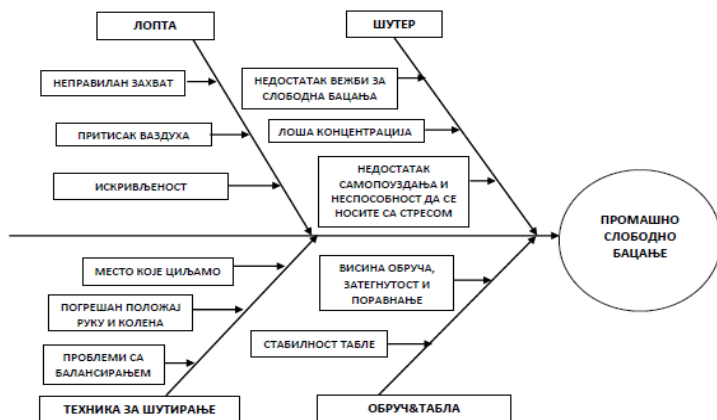 ЛОПТА
ШУТЕР
НЕПРАВИЛАН ЗАХВАТ
ПРИТИСАК ВАЗДУХА
ИСКРИВЉЕНОСТ
НЕДОСТАТАК ВЕЖБИ ЗА
СЛОБОДНА БАЦАЊА
ЛОША КОНЦЕНТРАЦИЈА
НЕДОСТАТАК
САМОПОУЗДАЊА И
НЕСПОСОБНОСТ ДА СЕ
НОСИТЕ СА СТРЕСОМ
ПРОМАШНО
СЛОБОДНО
БАЦАЊЕ
МЕСТО КОЈЕ ЦИЉАМО
ПОГРЕШАН ПОЛОЖАЈ
РУКУ И КОЛЕНА
ПРОБЛЕМИ СА
БАЛАНСИРАЊЕМ
ВИСИНА ОБРУЧА,
ЗАТЕГНУТОСТ И
ПОРАВНАЊЕ
СТАБИЛНОСТ ТАБЛЕ
ТЕХНИКА ЗА ШУТИРАЊЕ
ОБРУЧ&ТАБЛА